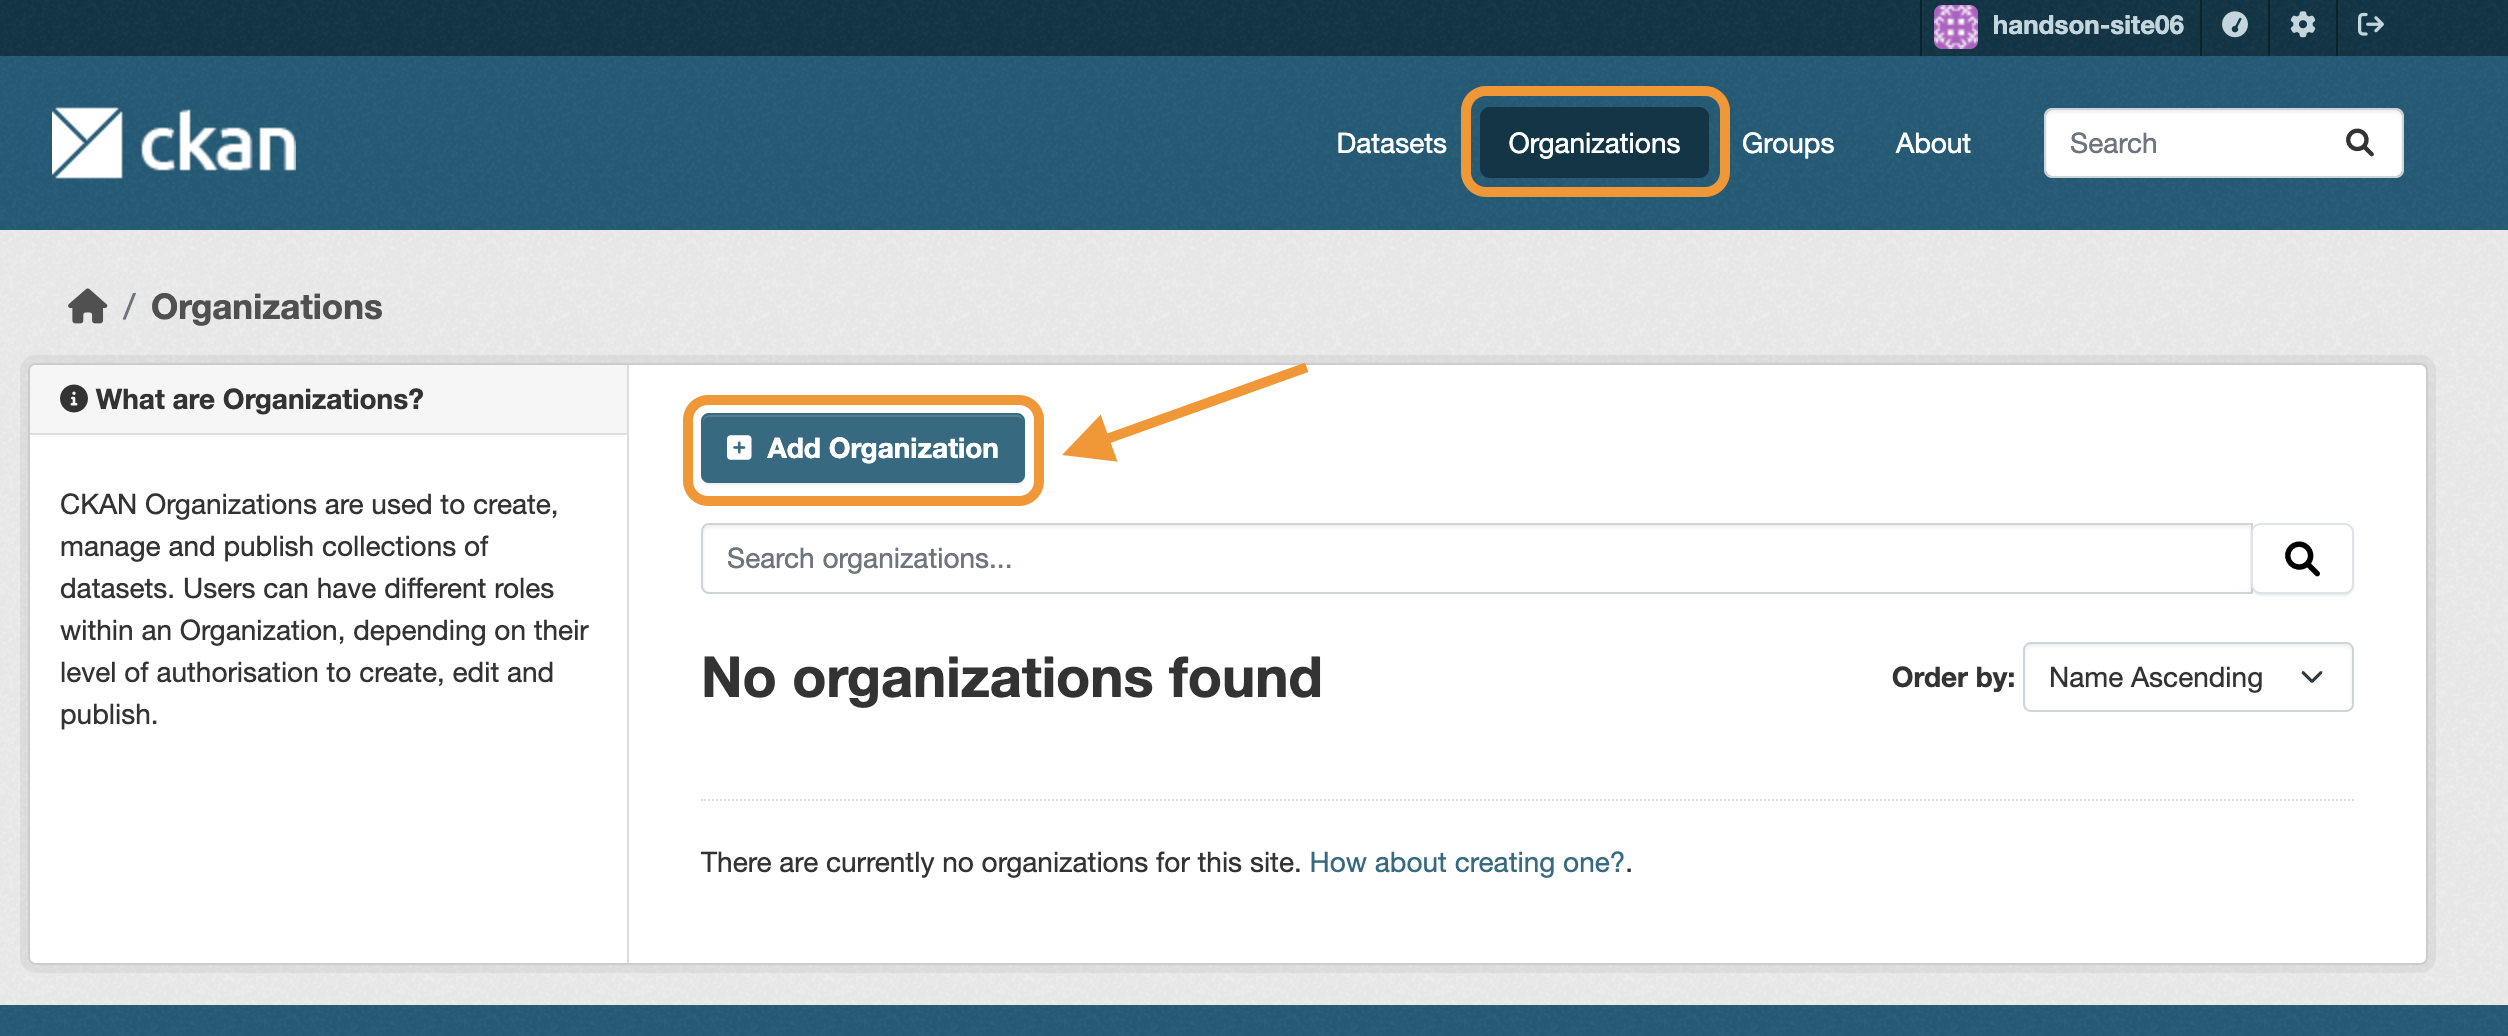 handson-site06
ckan
Datasets
Organizations
Groups
About
Search
/ Organizations
What are Organizations?
CKAN Organizations are used to create,
manage and publish collections of
datasets. Users can have different roles
within an Organization, depending on their
level of authorisation to create, edit and
publish.
Add Organization
Search organizations...
No organizations found
Order by:
Name Ascending
There are currently no organizations for this site. How about creating one?.